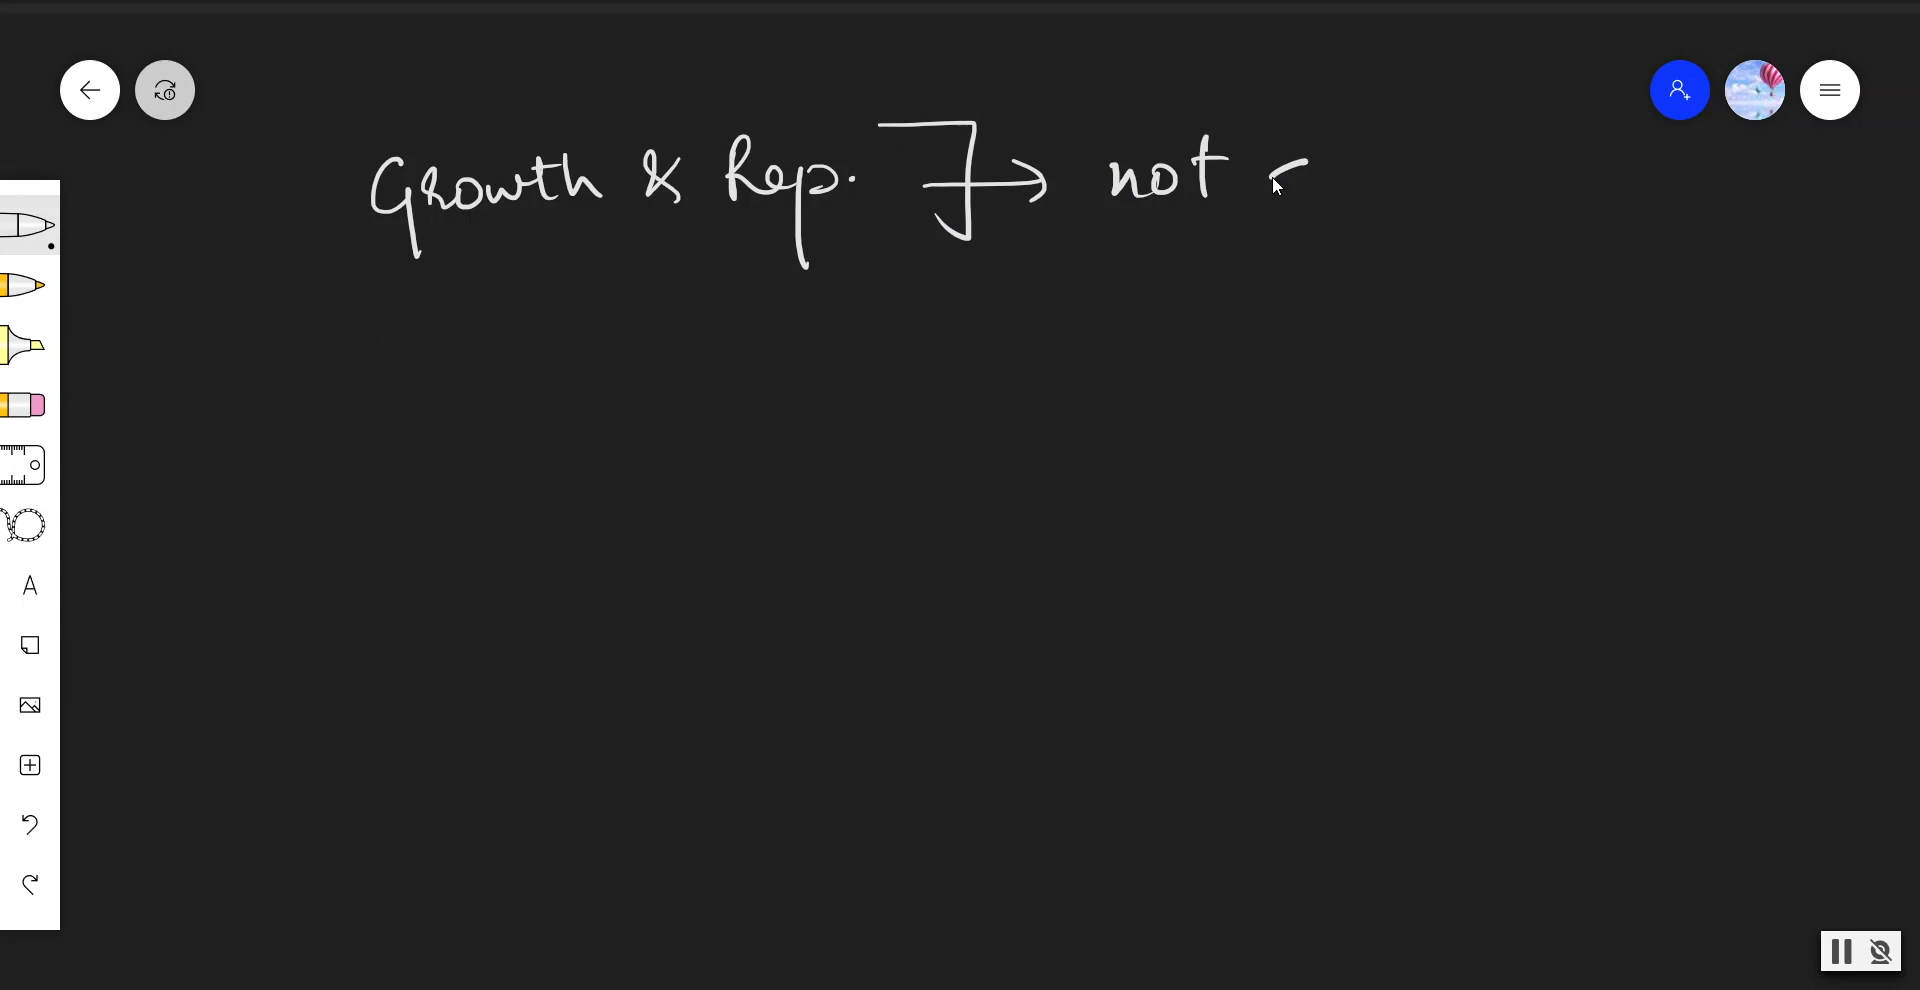 Growth & Rep. ] → not